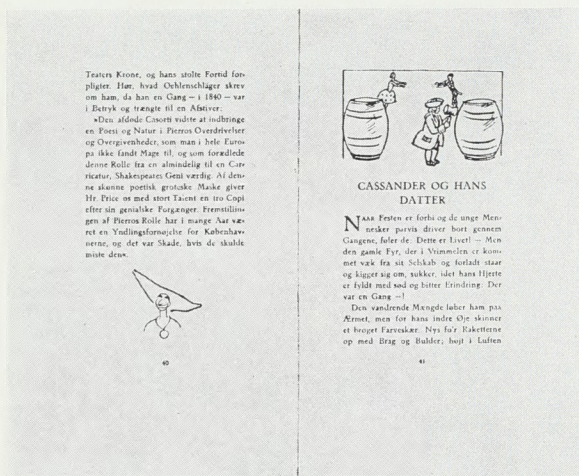 Teaters Krone, og hans stolte Fortid for-
pligter. Hør, hvad Oehlenschläger skrev
om ham, da han en Gang — i 1840 — var
i Betryk og trængte til en Afstiver:
»Den afdøde Casorti vidste at indbringe
en Poesi og Natur i Pierros Overdrivelser
og Overgivenheder, som man i hele Euro-
pa ikke fandt Mage til, og som forædlede
denne Rolle fra en almindelig til en Car-
ricatur, Shakespeares Geni værdig. Af den-
ne skønne poetisk groteske Maske giver
Hr. Price os med stort Talent en tro Copi
efter sin genialske Forgænger. Fremstillin-
gen af Pierros Rolle har i mange Aar væ-
ret en Yndlingsfornøjelse for Københav-
nerne, og det var Skade, hvis de skulde
miste den«.
40
CASSANDER OG HANS
DATTER
NAAR Festen er forbi og de unge Men-
nesker parvis driver bort gennem
Gangene, føler de: Dette er Livet! — Men
den gamle Fyr, der i Vrimmelen er kom-
met væk fra sit Selskab og forladt staar
og kigger sig om, sukker, idet hans Hjerte
er fyldt med sød og bitter Erindring: Der
var en Gang —!
Den vandrende Mængde løber ham paa
Ærmet, men for hans indre Øje skinner
et broget Farveskær. Nys fo'r Raketterne
op med Brag og Bulder; højt i Luften
41